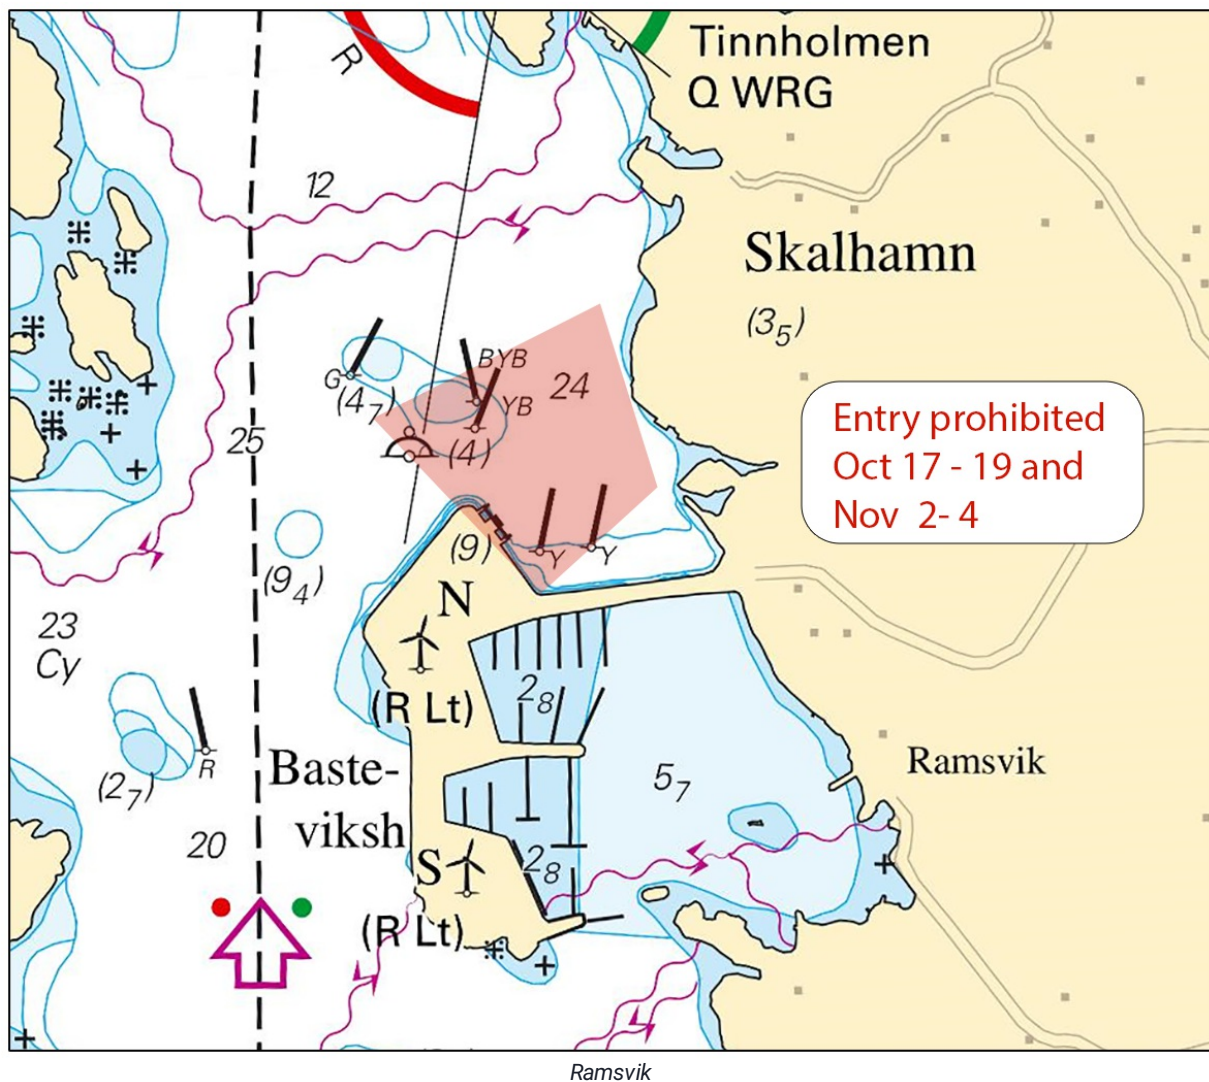 Tinnholmen
Q WRG
R
12
Skalhamn
(3₅)
BYB
24
G
(4₇)
YB
25
(4)
Entry prohibited
Oct 17 - 19 and
Nov  2- 4
(9)
Y
Y
(9₄)
N
23
Cy
(R Lt)
2₈
R
(2₇)
Baste-
viksh
5₇
Ramsvik
20
S
2₈
(R Lt)
Ramsvik